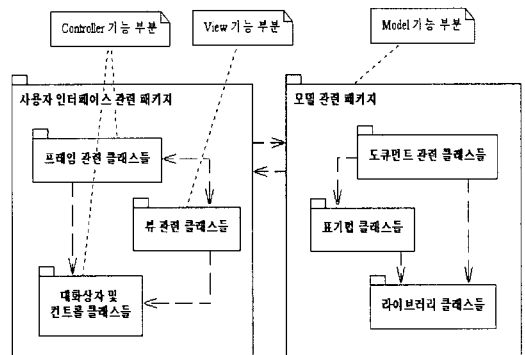 Controller 기능 부분
View 기능 부분
Model 기능 부분
사용자 인터페이스 관련 패키지
모델 관련 패키지
프레임 관련 클래스들
도큐먼트 관련 클래스들
뷰 관련 클래스들
표기법 클래스들
대화상자 및
컨트롤 클래스들
라이브러리 클래스들